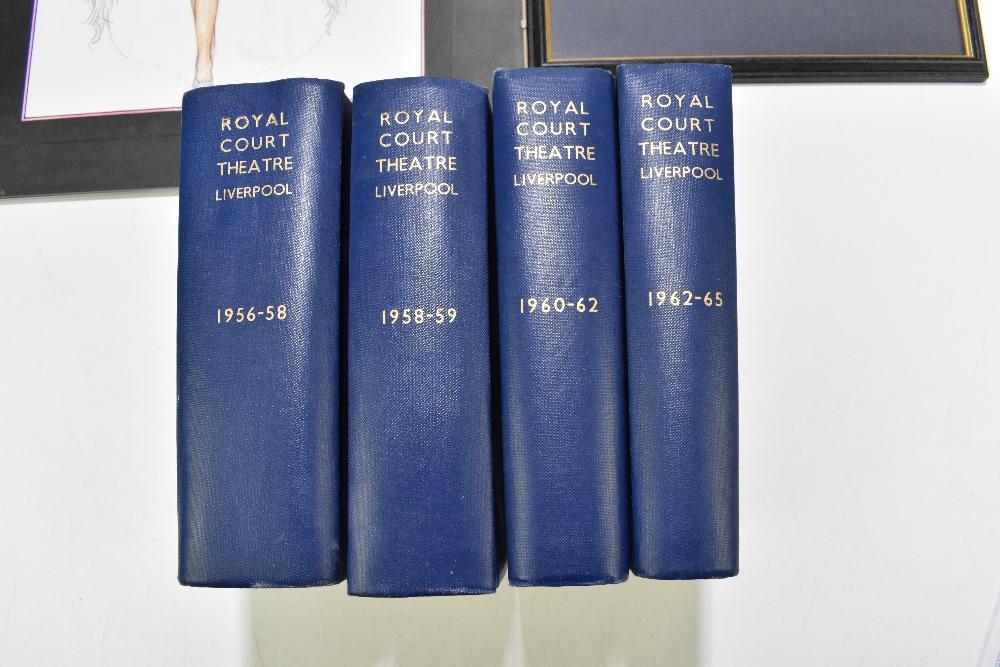 ROYAL
COURT
THEATRE
LIVERPOOL
1956-58
ROYAL
COURT
THEATRE
LIVERPOOL
1958-59
ROYAL
COURT
THEATRE
LIVERPOOL
1960-62
ROYAL
COURT
THEATRE
LIVERPOOL
1962-65